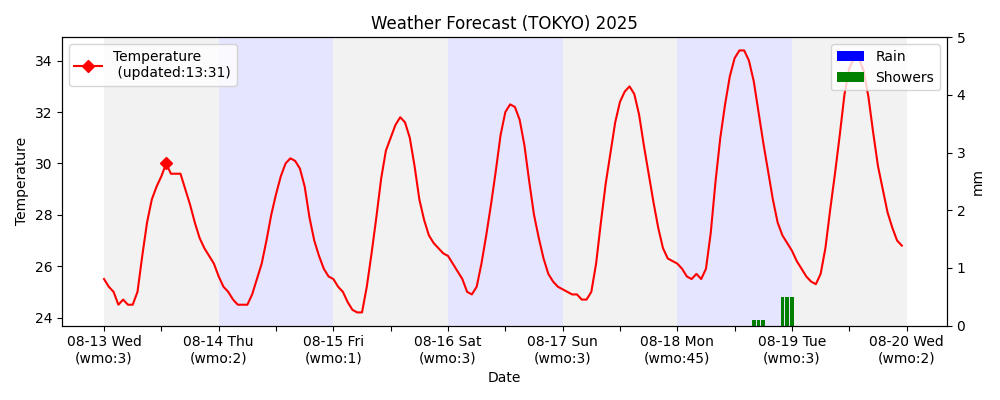 Weather Forecast (TOKYO) 2025
Temperature
(updated:13:31)
Rain
Showers
34
32
30
28
26
24
Temperature
5
4
3
2
1
0
mm
08-13 Wed
(wmo:3)
08-14 Thu
(wmo:2)
08-15 Fri
(wmo:1)
08-16 Sat
(wmo:3)
08-17 Sun
(wmo:3)
08-18 Mon
(wmo:45)
08-19 Tue
(wmo:3)
08-20 Wed
(wmo:2)
Date